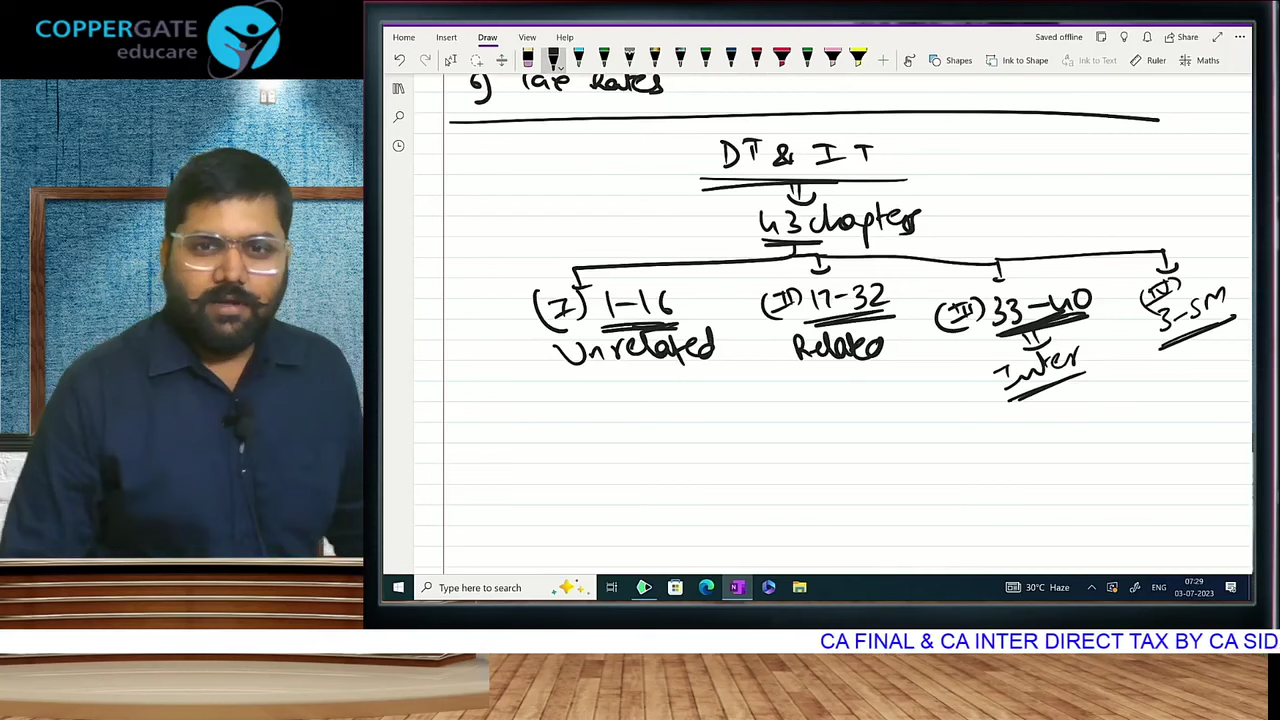 COPPERGATE
educare
Home Insert Draw View Help
Saved offline
Share
Shapes
Ink to Shape
Ink to Text
Ruler
Maths
6) Tax Rates
DT & IT
43 chapters
(I) 1-16
(II) 17-32
(III) 33-40
(IV)
3-SM
Unrelated
Related
Inter
Type here to search
30°C Haze
ENG
07:29
03-07-2023
CA FINAL & CA INTER DIRECT TAX BY CA SID